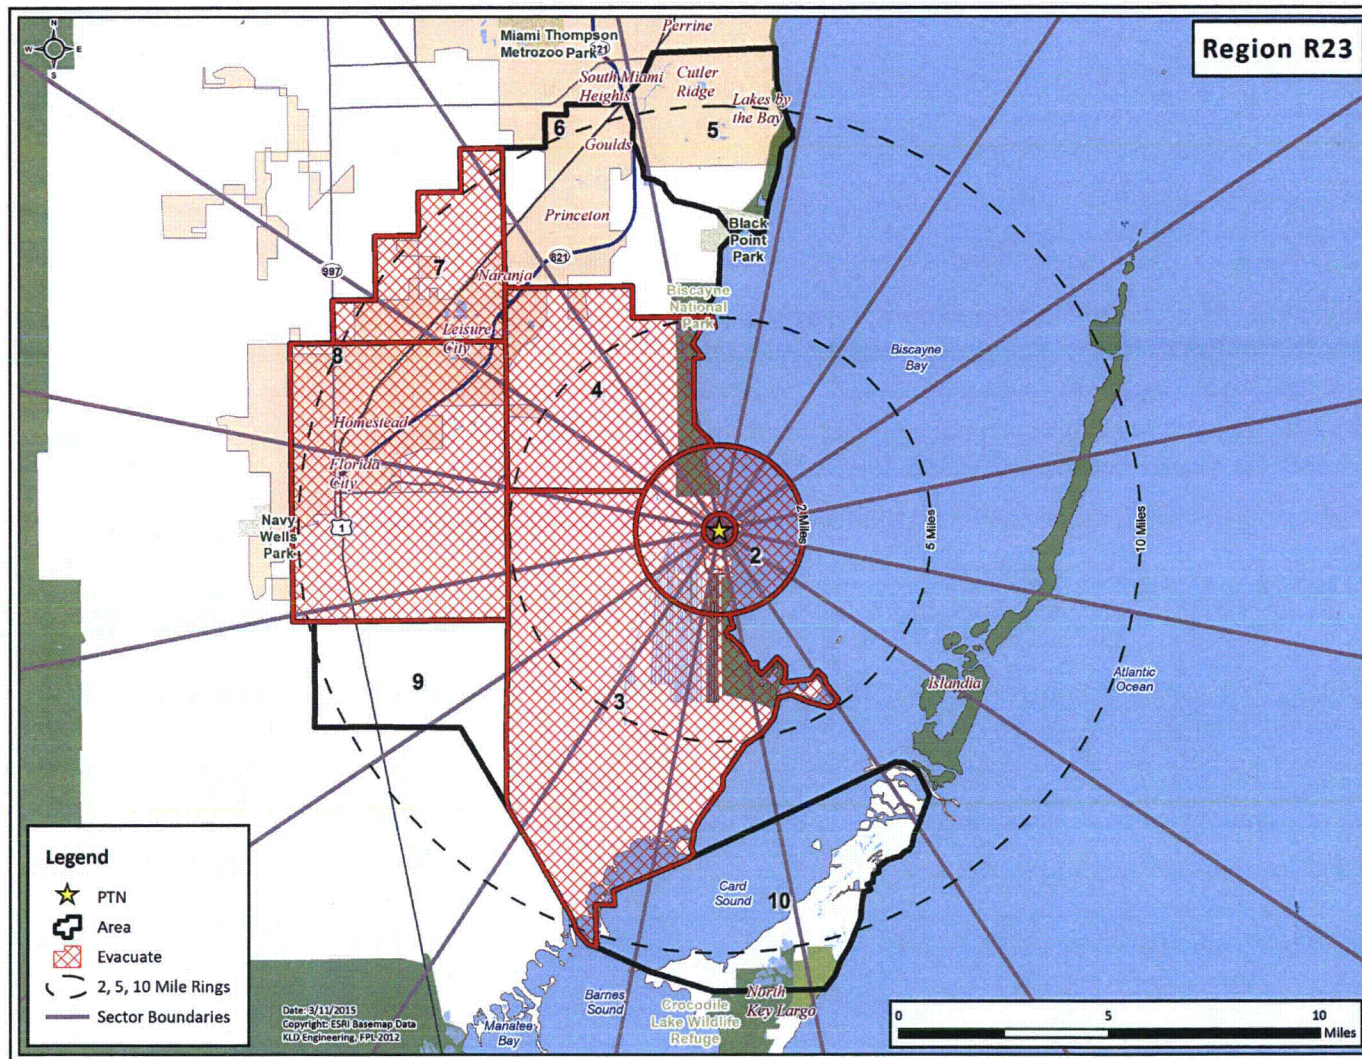 Region R23
N
W
E
S
Perrine
Miami Thompson
Metrozoo Park
821
South Miami
Heights
Cutler
Ridge
Lakes by
the Bay
6
5
Goulds
Princeton
Black
Point
Park
997
821
7
Naranja
Biscayne
National
Park
Leisure
City
8
Biscayne
Bay
4
Homestead
Florida
City
Navy
Wells
Park
1
2 Miles
5 Miles
10 Miles
2
9
3
Islandia
Atlantic
Ocean
Card
Sound
10
Barnes
Sound
Manatee
Bay
Crocodile
Lake Wildlife
Refuge
North
Key Largo
Legend
PTN
Area
Evacuate
2, 5, 10 Mile Rings
Sector Boundaries
Date: 3/11/2015
Copyright: ESRI Basemap Data
KLD Engineering, FPL 2012
0
5
10
Miles